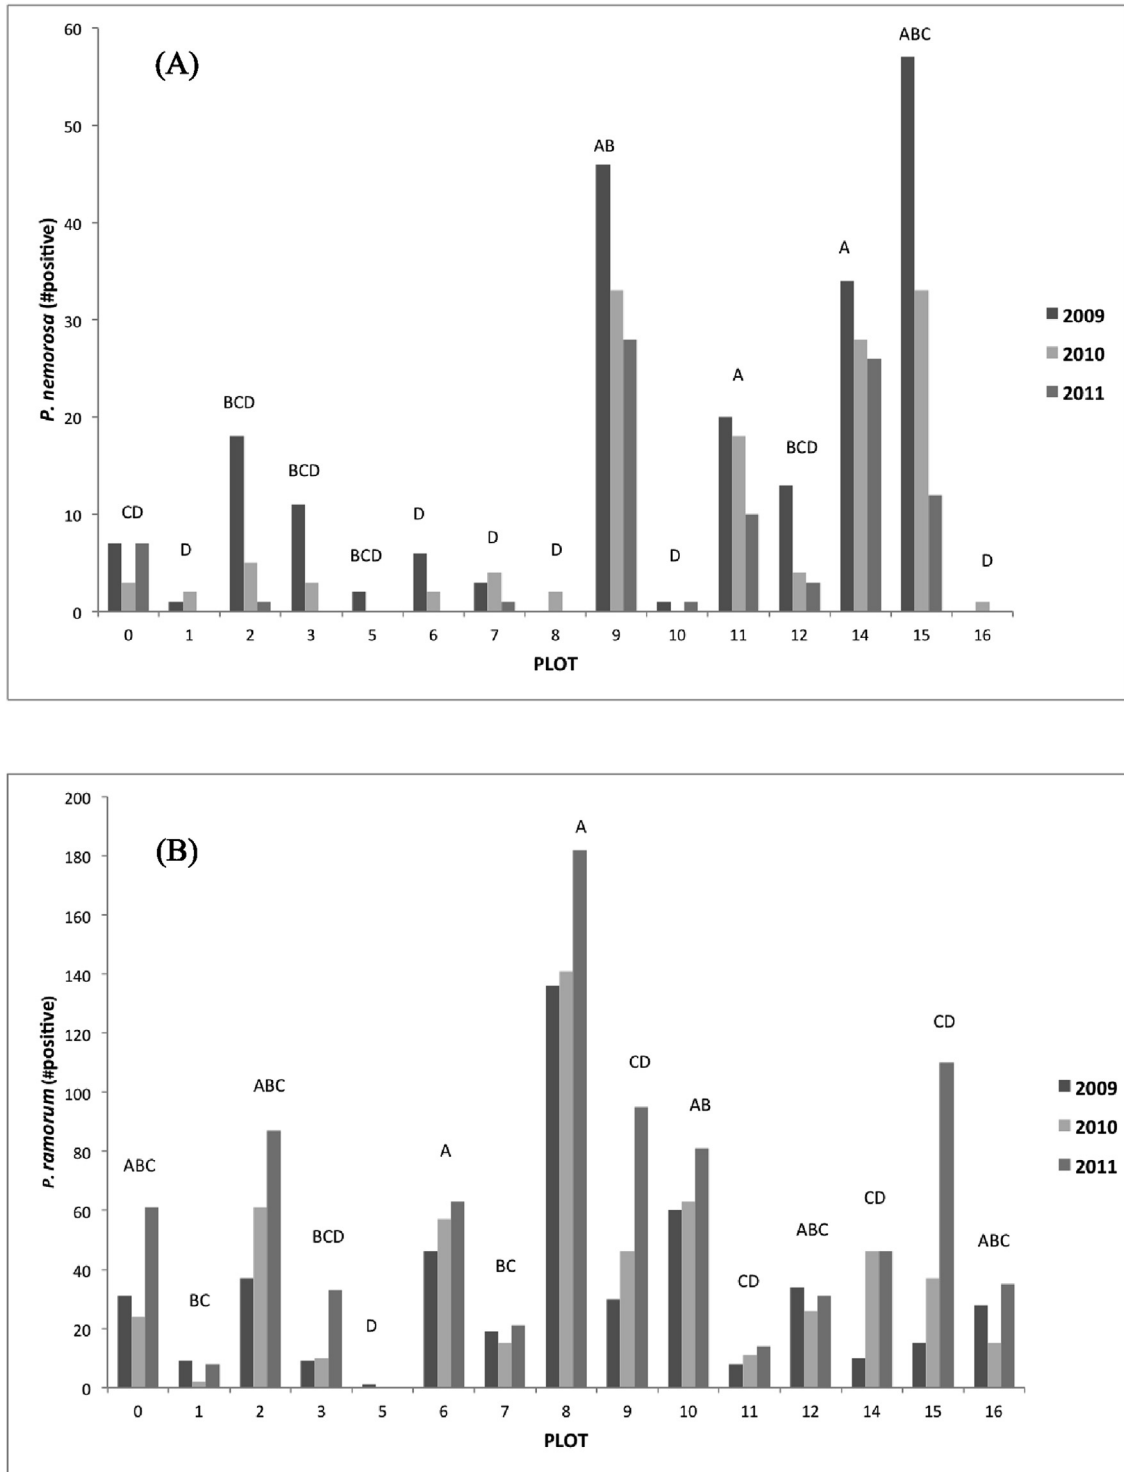 (A)
P. nemorosa (#positive)
60
50
40
30
20
10
0
CD
D
BCD
BCD
BCD
D
D
D
AB
D
A
BCD
A
ABC
D
0 1 2 3 5 6 7 8 9 10 11 12 14 15 16
PLOT
2009
2010
2011
(B)
P. ramorum (#positive)
200
180
160
140
120
100
80
60
40
20
0
ABC
BC
ABC
BCD
D
A
BC
A
CD
AB
CD
ABC
CD
CD
ABC
0 1 2 3 5 6 7 8 9 10 11 12 14 15 16
PLOT
2009
2010
2011